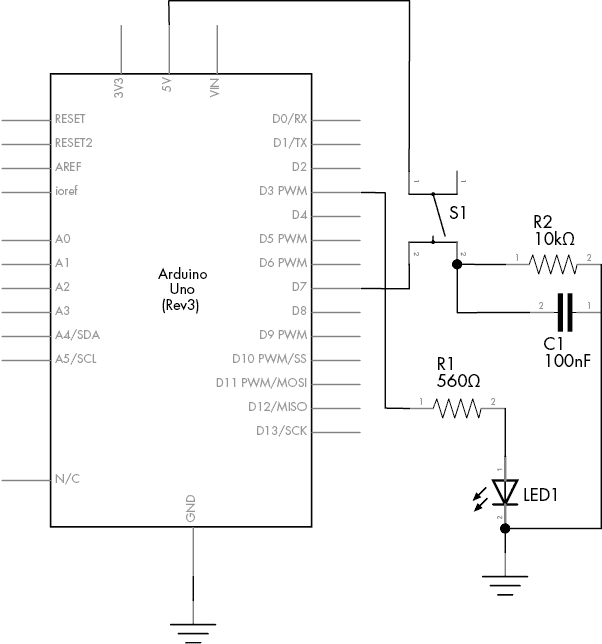 3V3
5V
VIN
RESET
RESET2
AREF
ioref
A0
A1
A2
A3
A4/SDA
A5/SCL
N/C
Arduino
Uno
(Rev3)
D0/RX
D1/TX
D2
D3 PWM
D4
D5 PWM
D6 PWM
D7
D8
D9 PWM
D10 PWM/SS
D11 PWM/MOSI
D12/MISO
D13/SCK
GND
1
1
S1
2
2
R2
10kΩ
1
2
2
1
C1
100nF
R1
560Ω
1
2
1
LED1
2